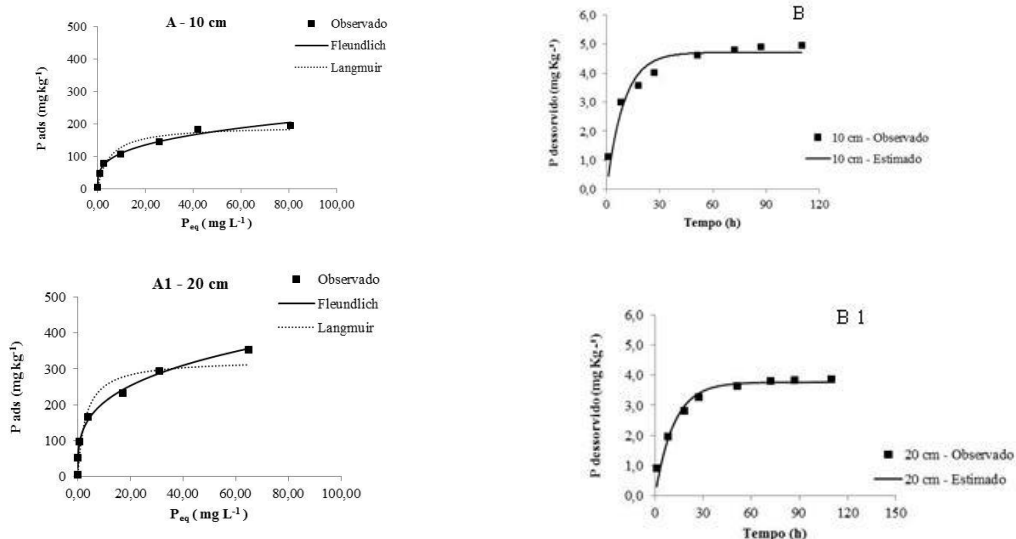 A - 10 cm
500
400
300
200
100
0
P ads (mg kg-1)
0,00 20,00 40,00 60,00 80,00 100,00
Peq ( mg L-1 )
Observado
Fleundlich
Langmuir
B
6,0
5,0
4,0
3,0
2,0
1,0
0,0
P dessorvido (mg Kg-1)
0 30 60 90 120
Tempo (h)
10 cm - Observado
10 cm - Estimado
A1 - 20 cm
500
400
300
200
100
0
P ads (mg kg-1)
0,00 20,00 40,00 60,00 80,00
Peq ( mg L-1 )
Observado
Fleundlich
Langmuir
B 1
6,0
5,0
4,0
3,0
2,0
1,0
0,0
P dessorvido (mg Kg-1)
0 30 60 90 120 150
Tempo (h)
20 cm - Observado
20 cm - Estimado